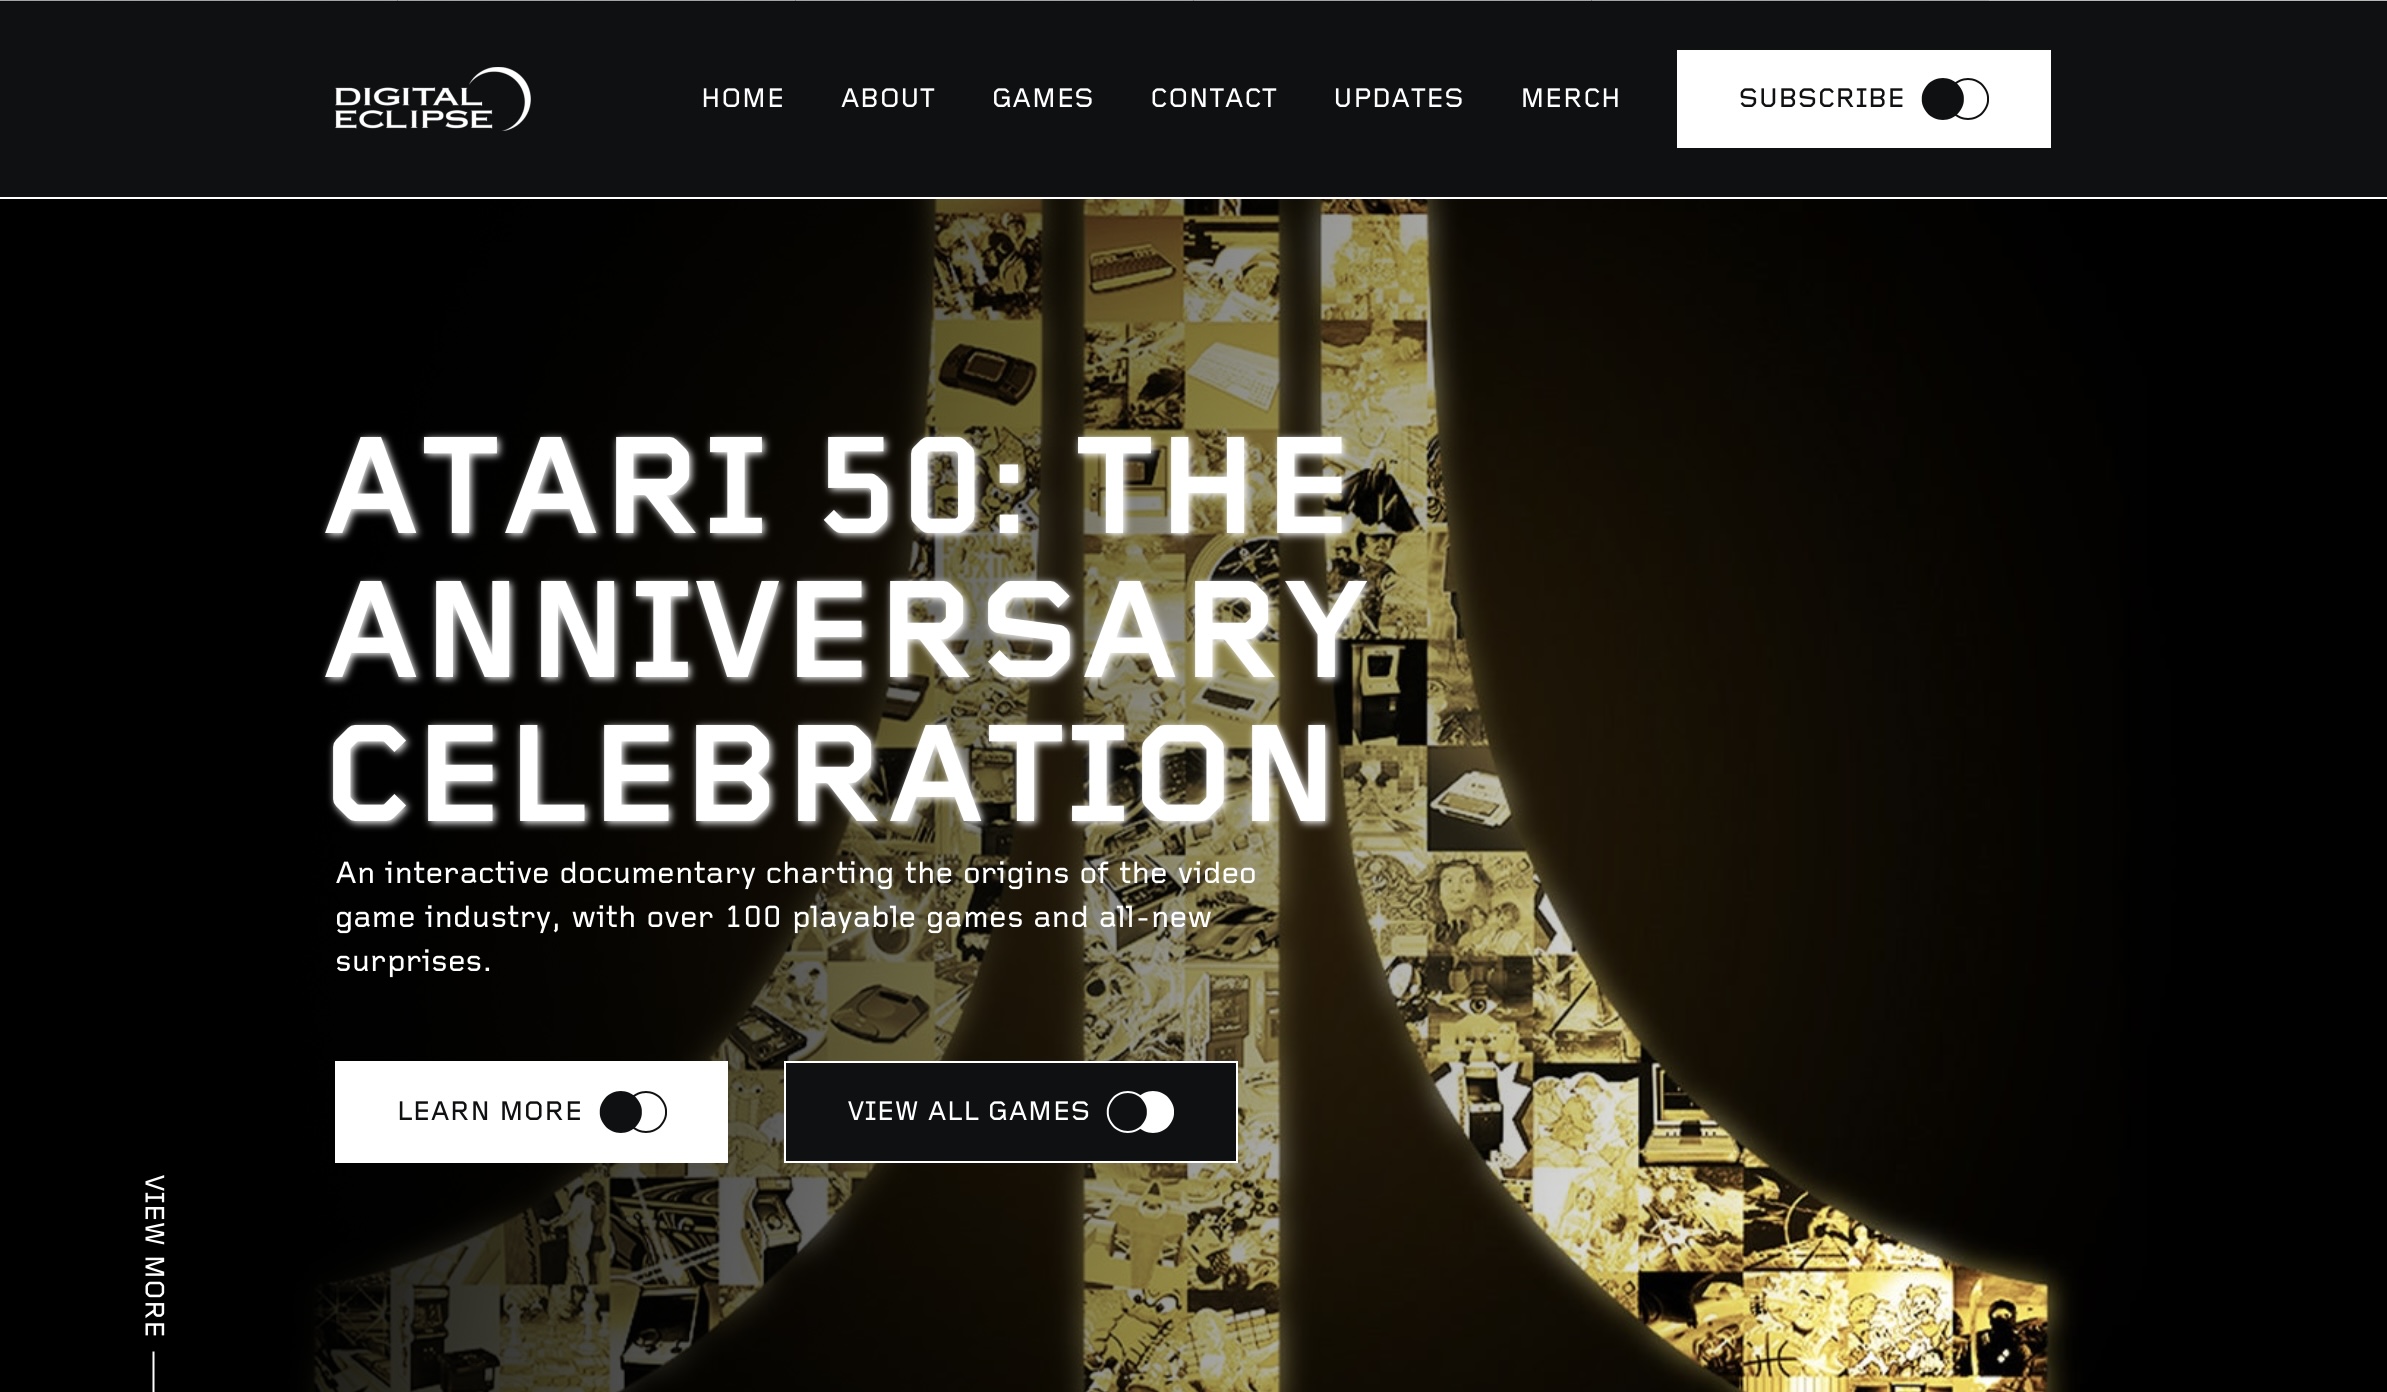 DIGITAL
ECLIPSE
HOME ABOUT GAMES CONTACT UPDATES MERCH SUBSCRIBE
ATARI 50: THE
ANNIVERSARY
CELEBRATION
An interactive documentary charting the origins of the video
game industry, with over 100 playable games and all-new
surprises.
LEARN MORE VIEW ALL GAMES
VIEW MORE